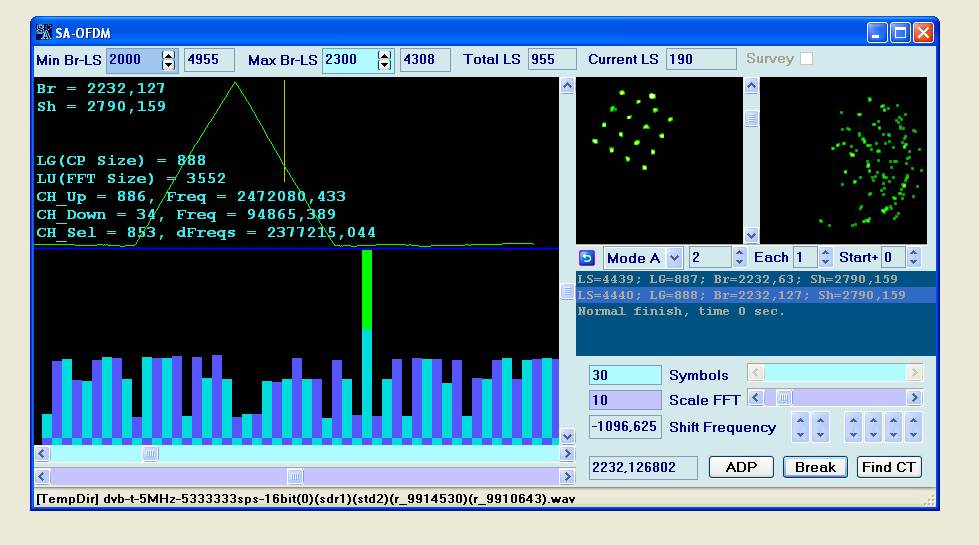 SA-OFDM
Min Br-LS 2000 4955 Max Br-LS 2300 4308 Total LS 955 Current LS 190 Survey
Br = 2232,127
Sh = 2790,159
LG(CP Size) = 888
LU(FFT Size) = 3552
CH_Up = 886, Freq = 2472080,433
CH_Down = 34, Freq = 94865,389
CH_Sel = 853, dFreqs = 2377215,044
Mode A 2 Each 1 Start+ 0
LS=4439; LG=887; Br=2232,63; Sh=2790,159
LS=4440; LG=888; Br=2232,127; Sh=2790,159
Normal finish, time 0 sec.
30 Symbols
10 Scale FFT
-1096,625 Shift Frequency
2232,126802 ADP Break Find CT
[TempDir] dvb-t-5MHz-5333333sps-16bit(0)(sdr1)(std2)(r_9914530)(r_9910643).wav